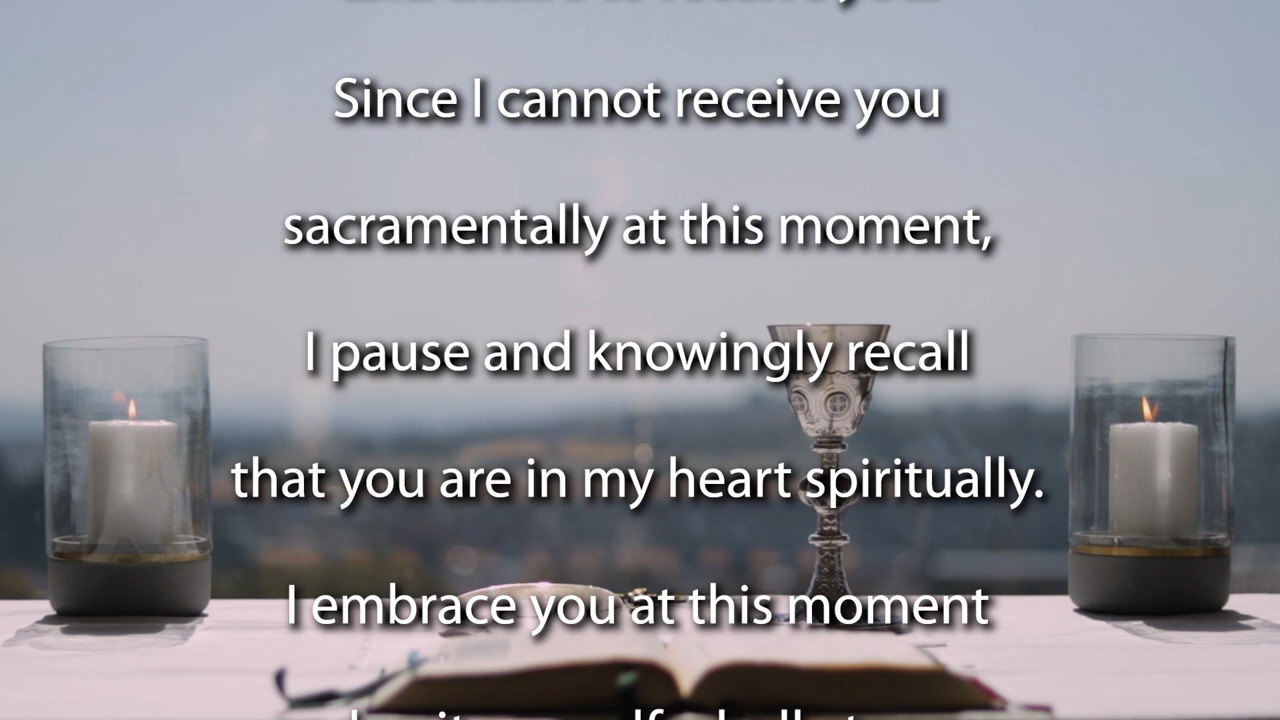 Since I cannot receive you
sacramentally at this moment,
I pause and knowingly recall
that you are in my heart spiritually.
I embrace you at this moment